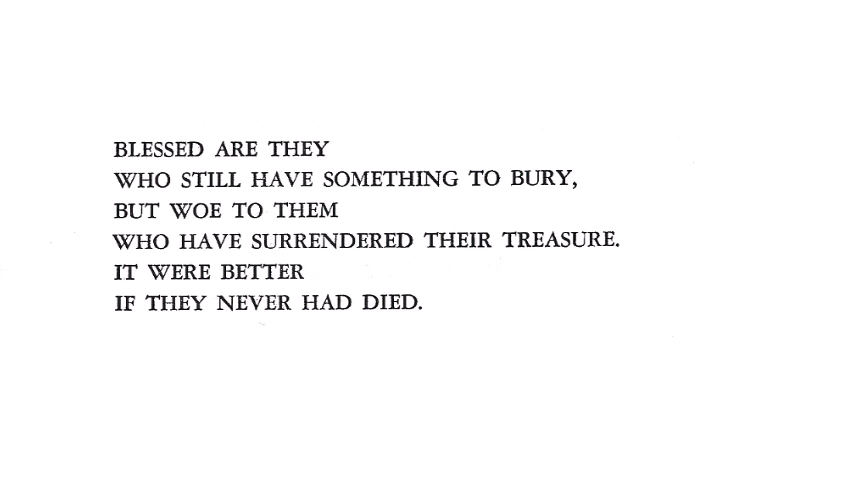 BLESSED ARE THEY
WHO STILL HAVE SOMETHING TO BURY,
BUT WOE TO THEM
WHO HAVE SURRENDERED THEIR TREASURE.
IT WERE BETTER
IF THEY NEVER HAD DIED.